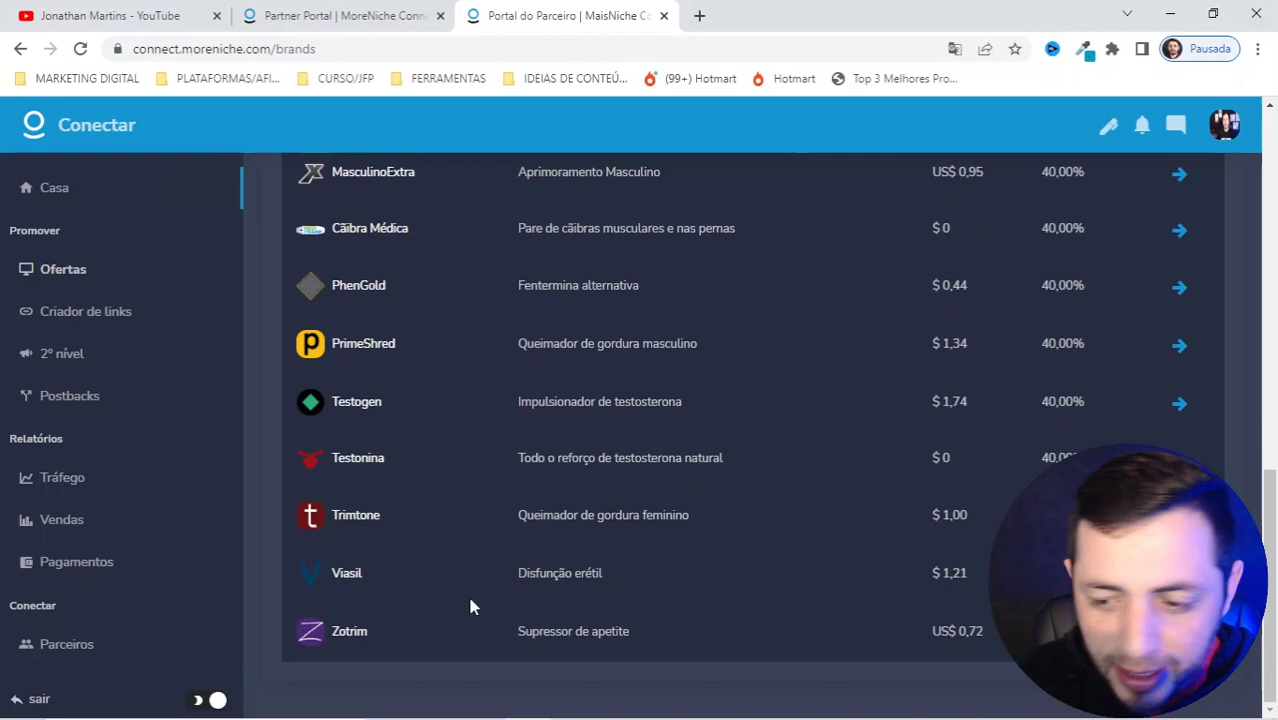 Jonathan Martins - YouTube
Partner Portal | MoreNiche Conne
Portal do Parceiro | MaisNiche Co
connect.moreniche.com/brands
Pausada
MARKETING DIGITAL
PLATAFORMAS/AFI...
CURSO/JFP
FERRAMENTAS
IDEIAS DE CONTEÚ...
(99+) Hotmart
Hotmart
Top 3 Melhores Pro...
Conectar
Casa
Promover
Ofertas
Criador de links
2º nível
Postbacks
Relatórios
Tráfego
Vendas
Pagamentos
Conectar
Parceiros
sair
MasculinoExtra Aprimoramento Masculino US$ 0,95 40,00%
Cãibra Médica Pare de cãibras musculares e nas pernas $ 0 40,00%
PhenGold Fentermina alternativa $ 0,44 40,00%
PrimeShred Queimador de gordura masculino $ 1,34 40,00%
Testogen Impulsionador de testosterona $ 1,74 40,00%
Testonina Todo o reforço de testosterona natural $ 0
Trimtone Queimador de gordura feminino $ 1,00
Viasil Disfunção erétil $ 1,21
Zotrim Supressor de apetite US$ 0,72